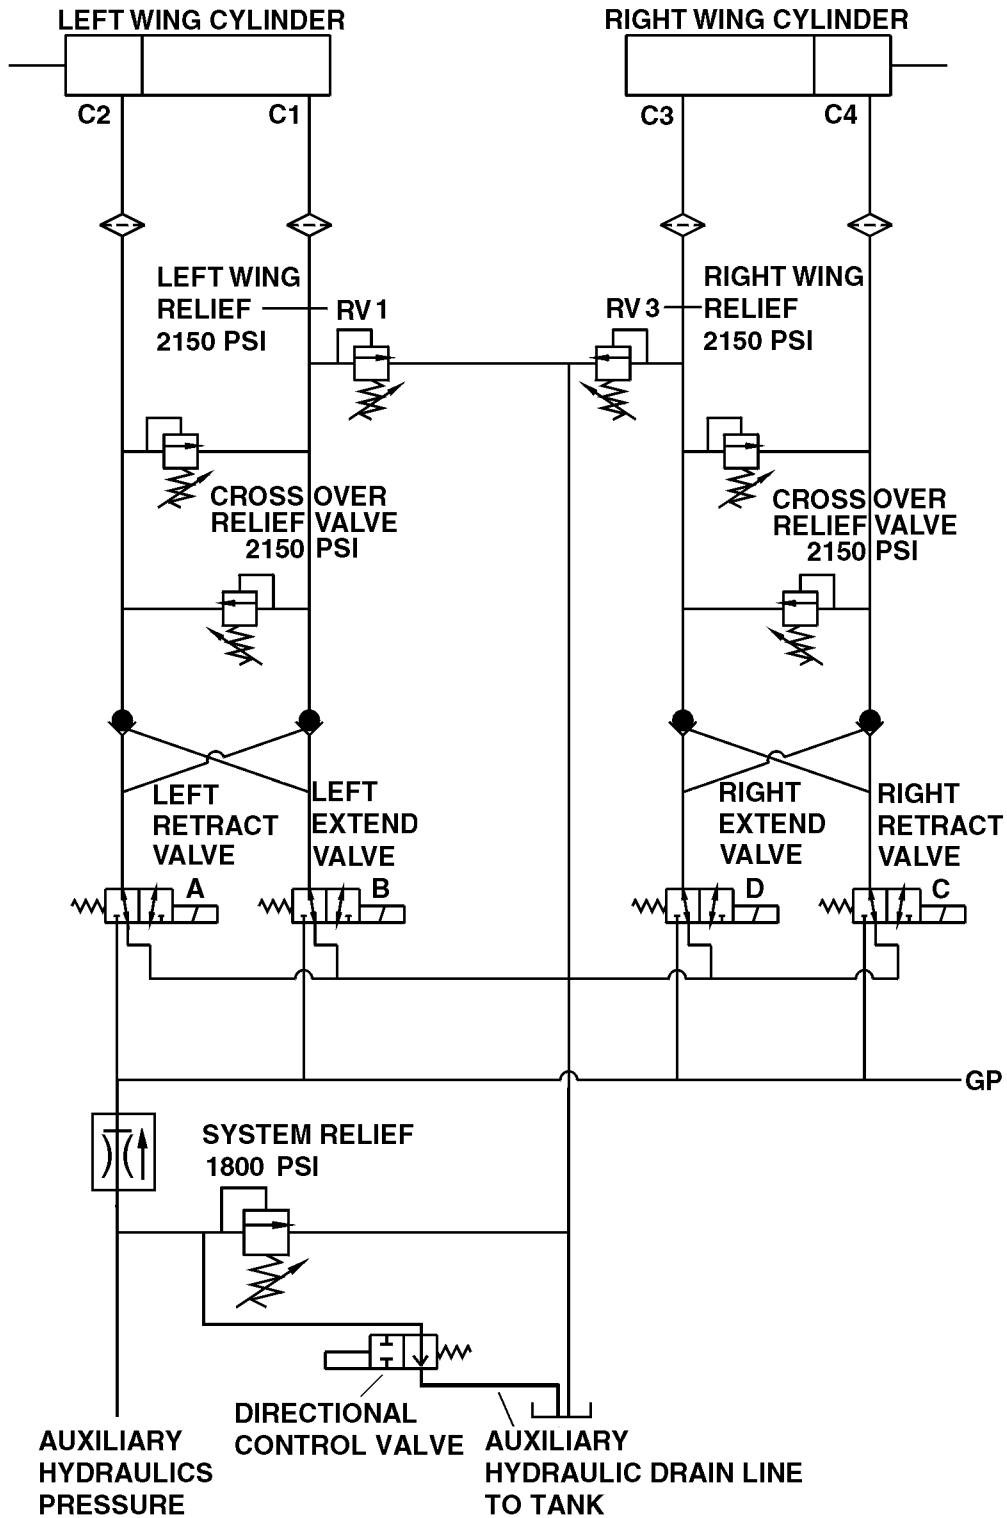 LEFT WING CYLINDER
RIGHT WING CYLINDER
C2
C1
C3
C4
LEFT WING
RELIEF
2150 PSI
RV 1
RV 3
RIGHT WING
RELIEF
2150 PSI
CROSS OVER
RELIEF VALVE
2150 PSI
CROSS OVER
RELIEF VALVE
2150 PSI
LEFT
RETRACT
VALVE
LEFT
EXTEND
VALVE
RIGHT
EXTEND
VALVE
RIGHT
RETRACT
VALVE
A
B
D
C
GP
SYSTEM RELIEF
1800 PSI
DIRECTIONAL
CONTROL VALVE
AUXILIARY
HYDRAULICS
PRESSURE
AUXILIARY
HYDRAULIC DRAIN LINE
TO TANK